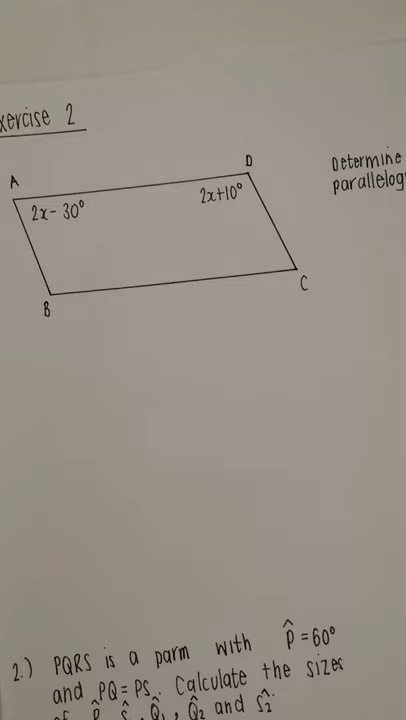 xercise 2
D
A
Determine
parallelog
2x+10°
2x- 30°
C
B
2.) PQRS is a parm with P̂ = 60°
and PQ = PS. Calculate the sizes
Q̂₂ and Ŝ₂.